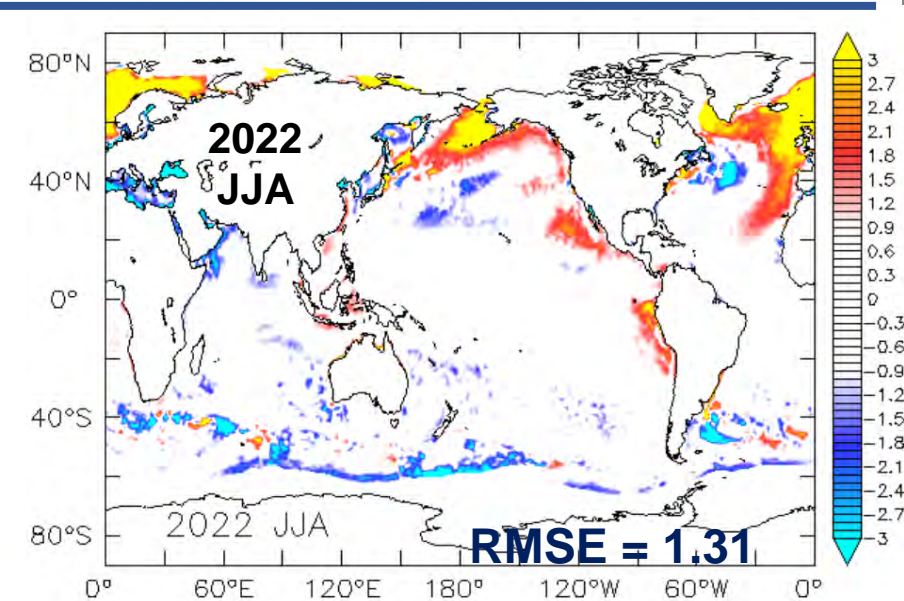 80°N
40°N
0°
40°S
80°S
2022
JJA
2022 JJA
RMSE = 1.31
0°
60°E
120°E
180°
120°W
60°W
0°
3
2.7
2.4
2.1
1.8
1.5
1.2
0.9
0.6
0.3
0
-0.3
-0.6
-0.9
-1.2
-1.5
-1.8
-2.1
-2.4
-2.7
-3